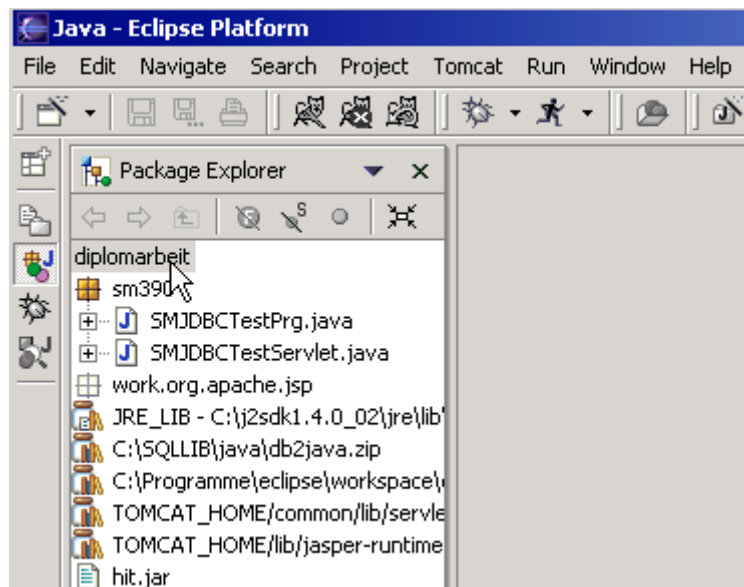 Java - Eclipse Platform
File Edit Navigate Search Project Tomcat Run Window Help
Package Explorer
diplomarbeit
sm390
SMJDBCTestPrg.java
SMJDBCTestServlet.java
work.org.apache.jsp
JRE_LIB - C:\j2sdk1.4.0_02\jre\lib\
C:\SQLLIB\java\db2java.zip
C:\Programme\eclipse\workspace\
TOMCAT_HOME/common/lib/servle
TOMCAT_HOME/lib/jasper-runtime
hit.jar